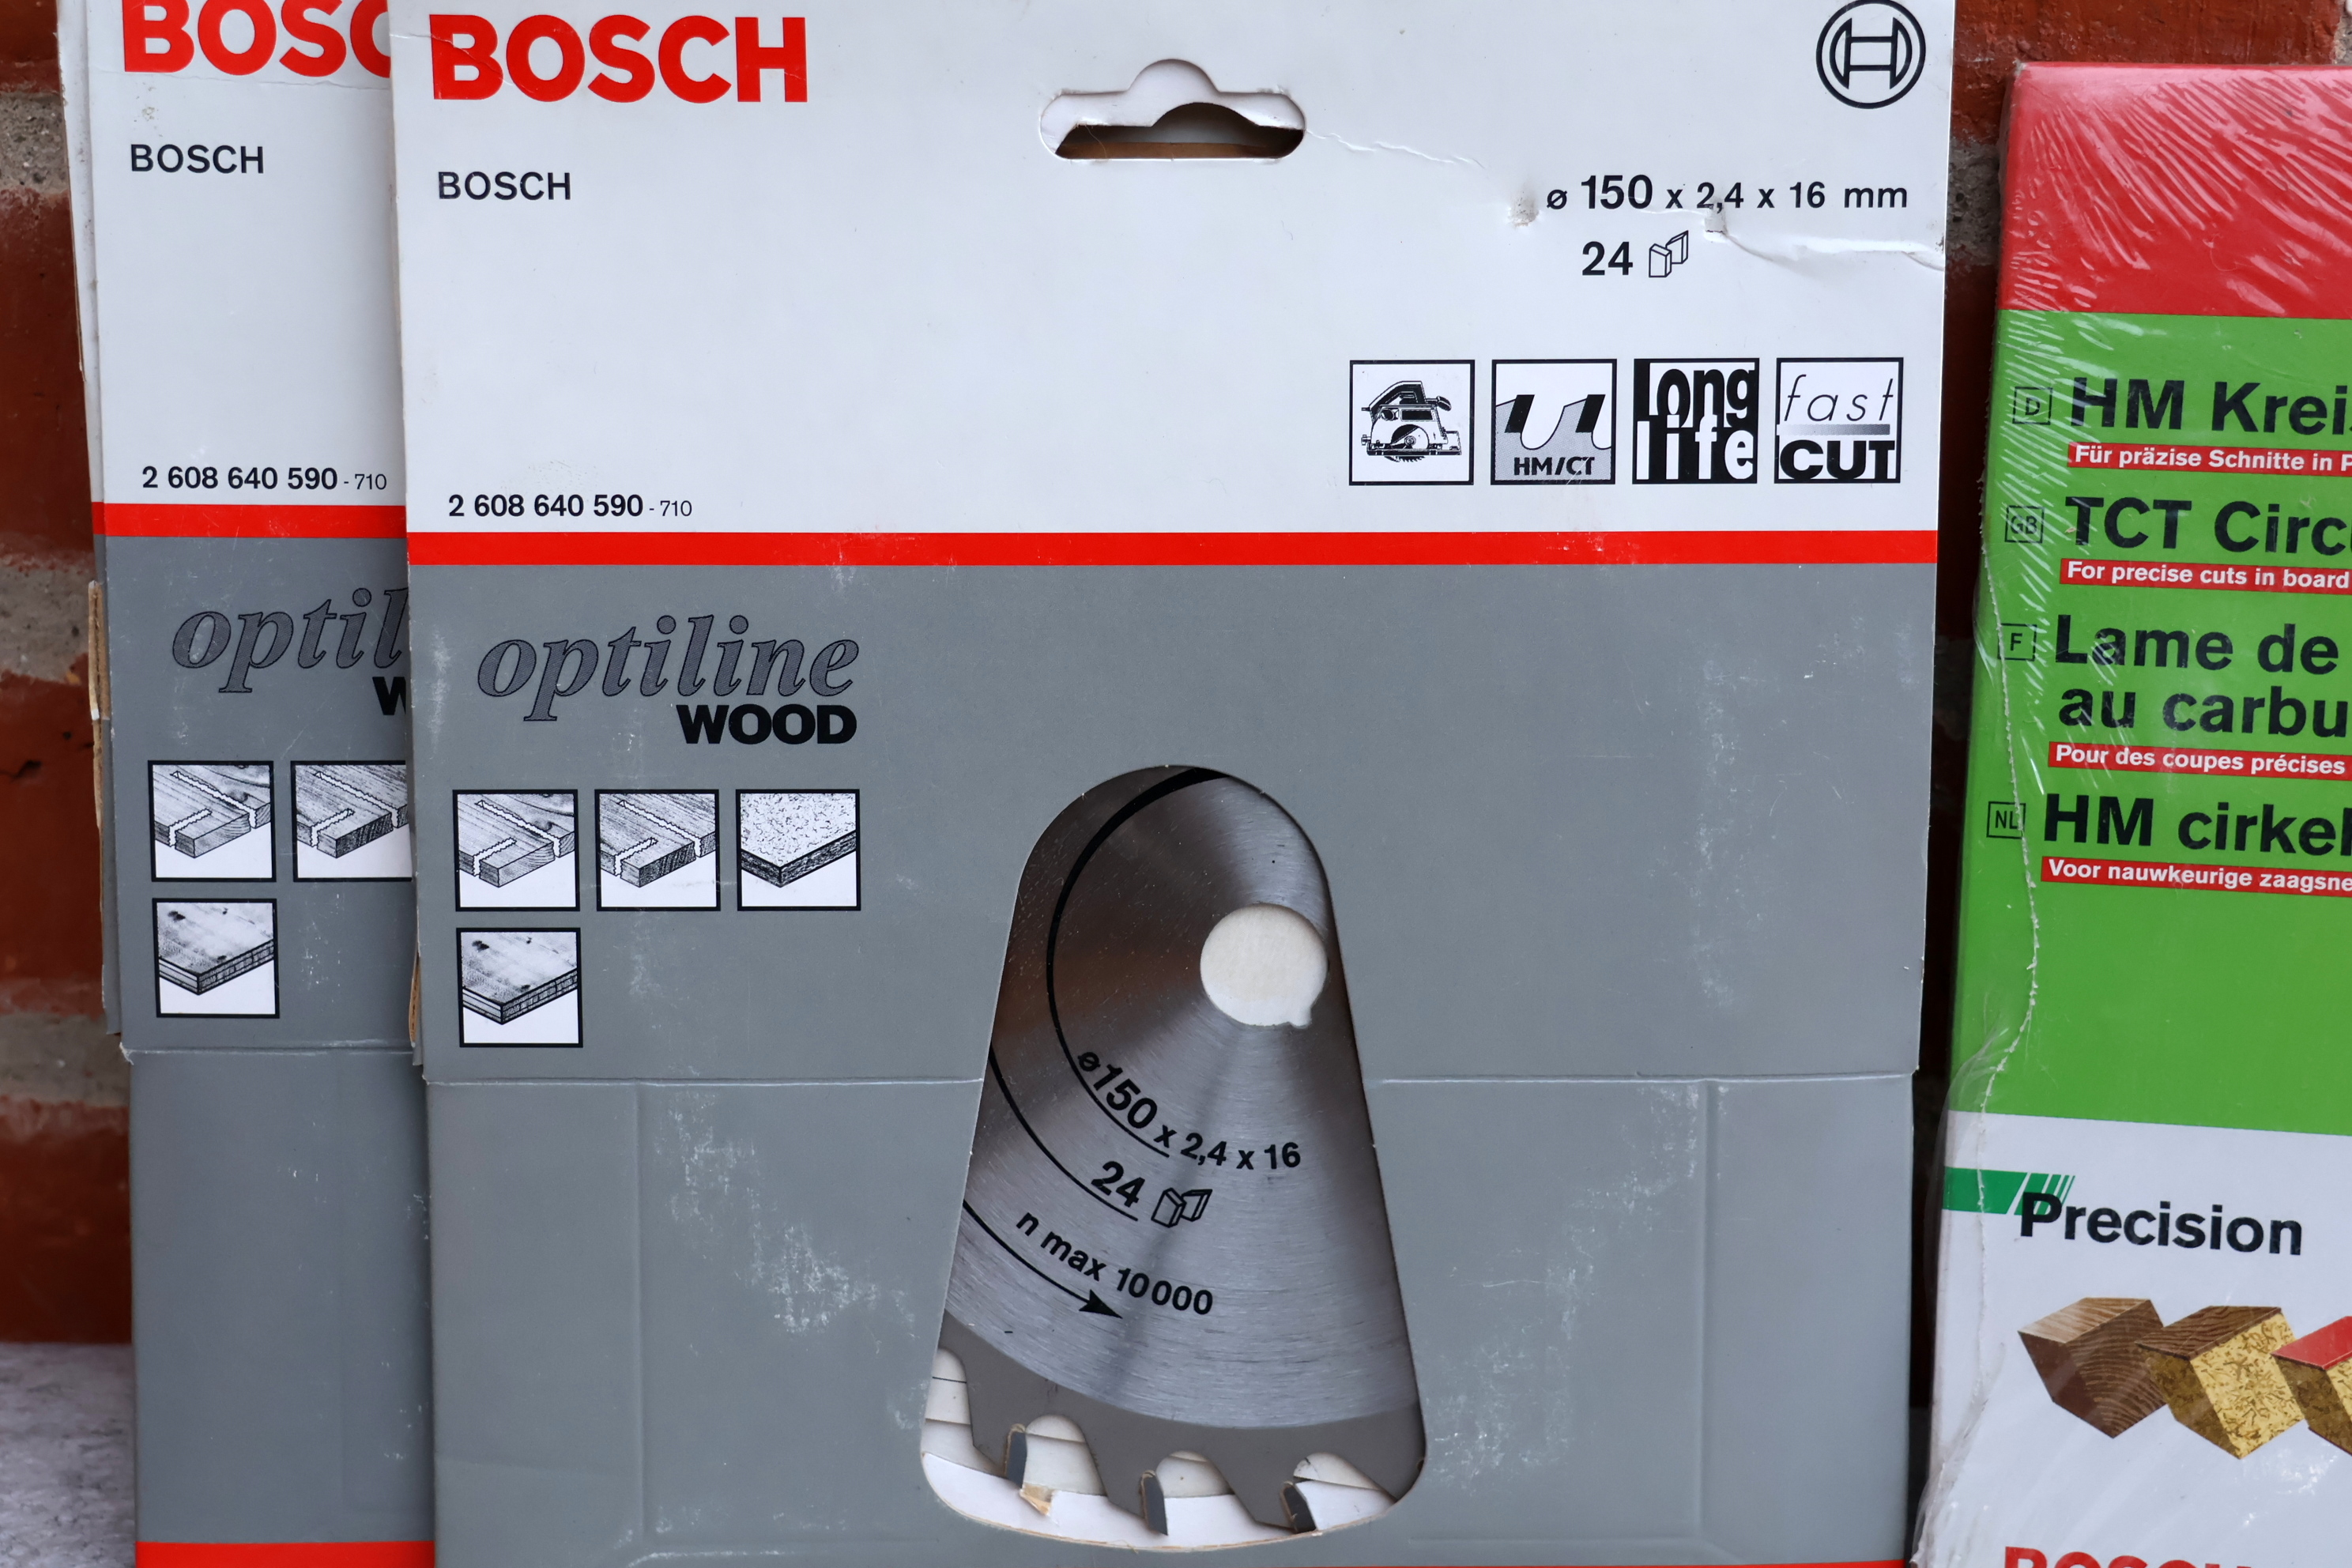 BOSC
BOSCH
2 608 640 590 - 710
optil
W
BOSCH
BOSCH
ø 150 x 2,4 x 16 mm
24
HM/CT
long life
fast CUT
2 608 640 590 - 710
optiline
WOOD
ø150 x 2,4 x 16
24
n max 10000
D HM Kreis
Für präzise Schnitte in
GB TCT Circ
For precise cuts in board
F Lame de
au carbu
Pour des coupes précises
NL HM cirkel
Voor nauwkeurige zaagsne
Precision
BOSCH